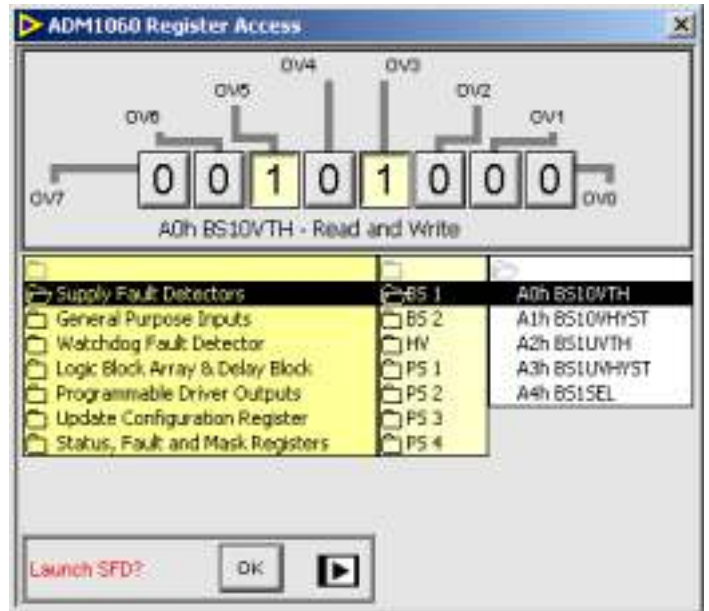 ADM1060 Register Access
OV4 OV3
OV5 OV2
OV6 OV1
0 0 1 0 1 0 0 0
OV7 OV0
A0h BS1OVTH - Read and Write
Supply Fault Detectors BS 1 A0h BS1OVTH
General Purpose Inputs BS 2 A1h BS1OVHYST
Watchdog Fault Detector HV A2h BS1UVTH
Logic Block Array & Delay Block PS 1 A3h BS1UVHYST
Programmable Driver Outputs PS 2 A4h BS1SEL
Update Configuration Register PS 3
Status, Fault and Mask Registers PS 4
Launch SFD? OK